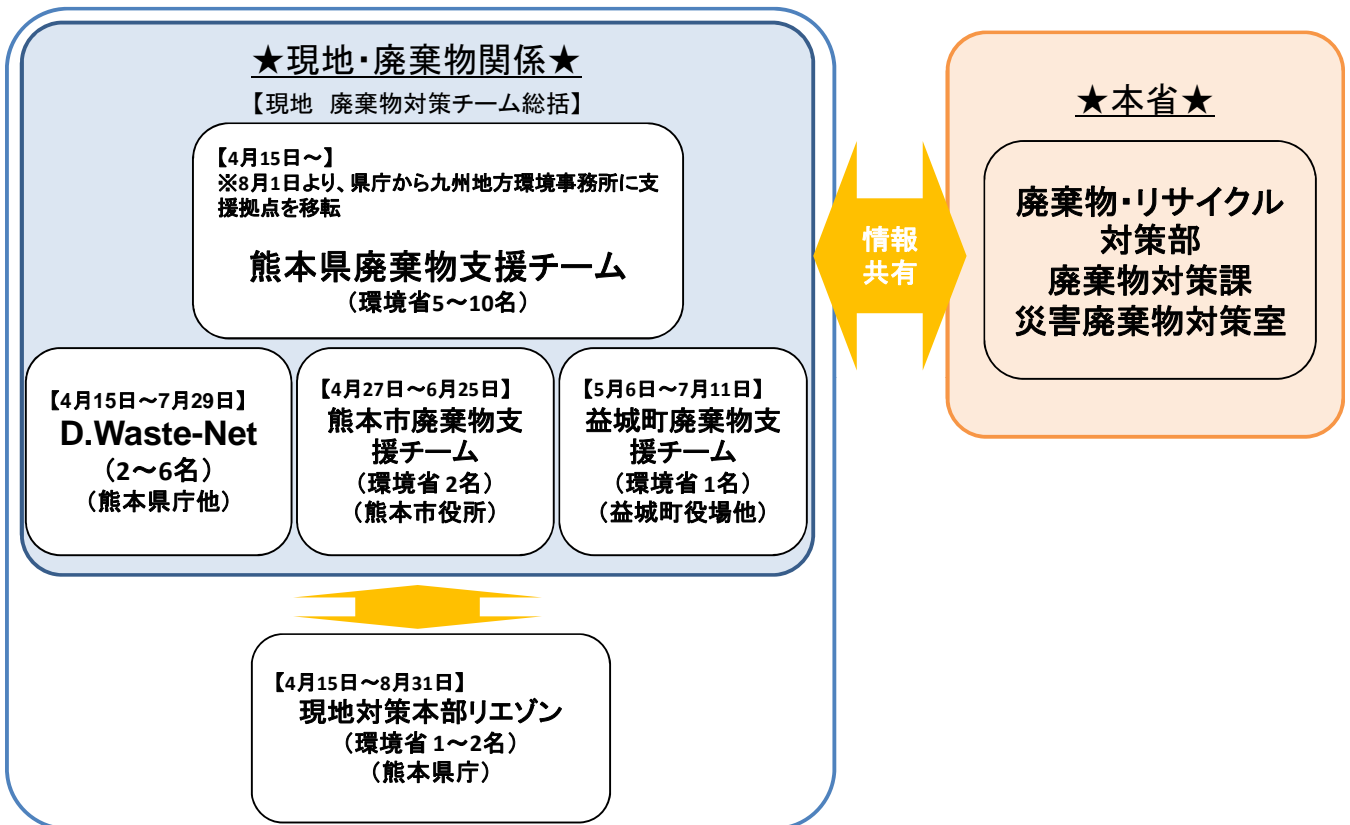 ★現地・廃棄物関係★
【現地　廃棄物対策チーム総括】
【4月15日～】
※8月1日より、県庁から九州地方環境事務所に支
援拠点を移転
熊本県廃棄物支援チーム
（環境省5～10名）
【4月15日～7月29日】
D.Waste-Net
（2～6名）
（熊本県庁他）
【4月27日～6月25日】
熊本市廃棄物支
援チーム
（環境省 2名）
（熊本市役所）
【5月6日～7月11日】
益城町廃棄物支
援チーム
（環境省 1名）
（益城町役場他）
【4月15日～8月31日】
現地対策本部リエゾン
（環境省 1～2名）
（熊本県庁）
情報
共有
★本省★
廃棄物・リサイクル
対策部
廃棄物対策課
災害廃棄物対策室